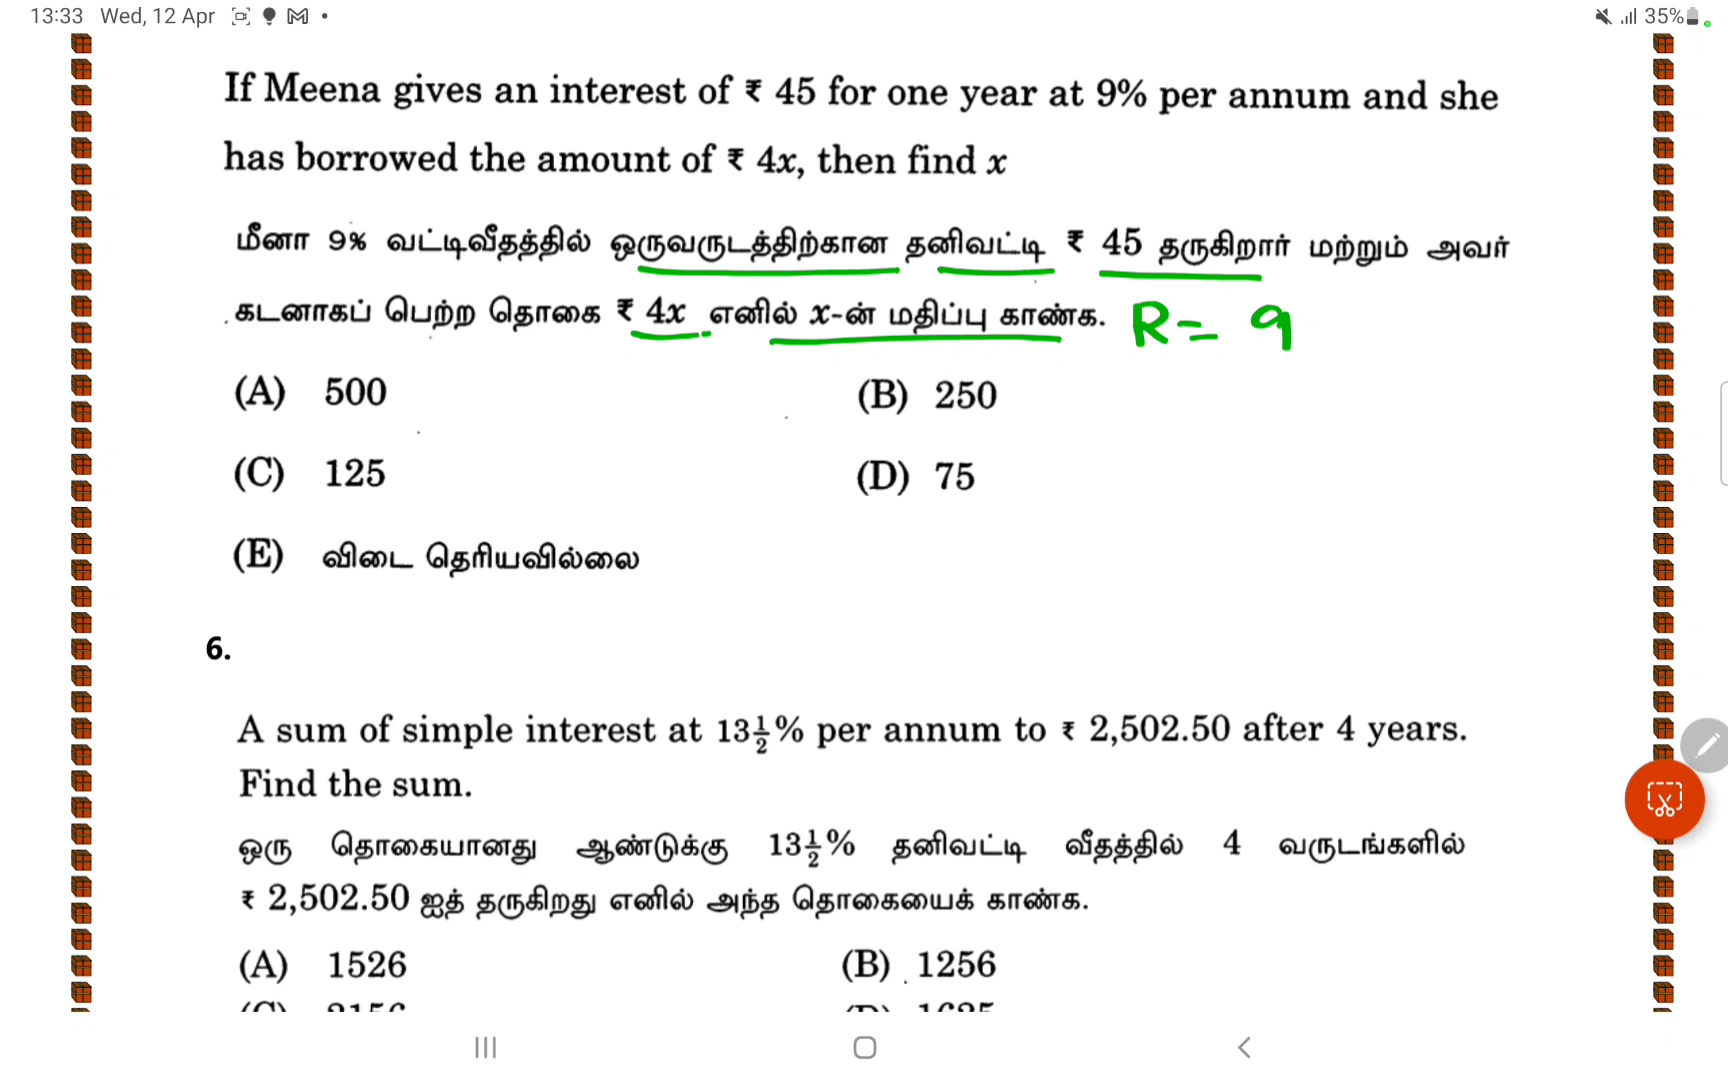 13:33 Wed, 12 Apr
35%
If Meena gives an interest of ₹ 45 for one year at 9% per annum and she
has borrowed the amount of ₹ 4x, then find x
மீனா 9% வட்டிவீதத்தில் ஒருவருடத்திற்கான தனிவட்டி ₹ 45 தருகிறார் மற்றும் அவர்
கடனாகப் பெற்ற தொகை ₹ 4x எனில் x-ன் மதிப்பு காண்க. R = 9
(A) 500 (B) 250
(C) 125 (D) 75
(E) விடை தெரியவில்லை
6.
A sum of simple interest at 13½% per annum to ₹ 2,502.50 after 4 years.
Find the sum.
ஒரு தொகையானது ஆண்டுக்கு 13½% தனிவட்டி வீதத்தில் 4 வருடங்களில்
₹ 2,502.50 ஐத் தருகிறது எனில் அந்த தொகையைக் காண்க.
(A) 1526 (B) 1256